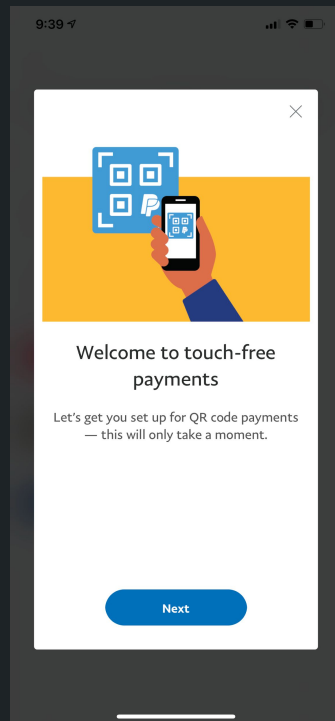 9:39
Welcome to touch-free
payments
Let's get you set up for QR code payments
— this will only take a moment.
Next